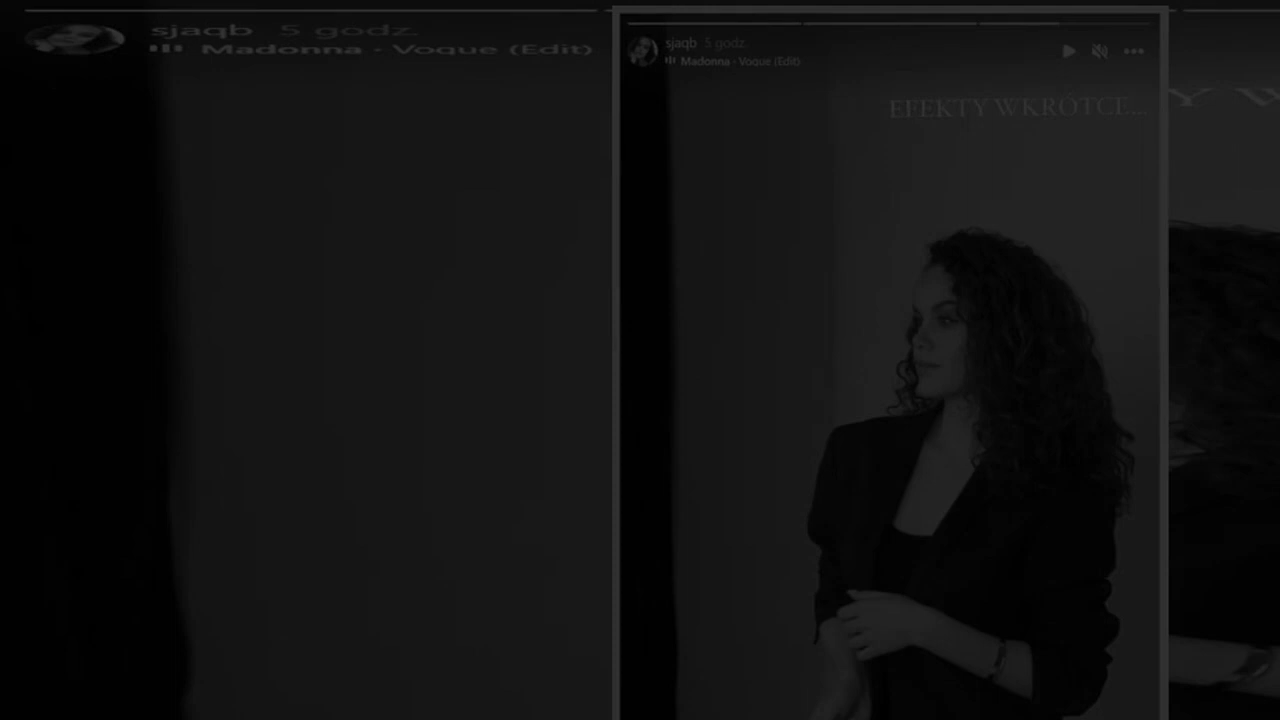 sjaqb 5 godz.
Madonna · Vogue (Edit)
sjaqb 5 godz.
Madonna · Vogue (Edit)
EFEKTY WKRÓTCE...
Y W